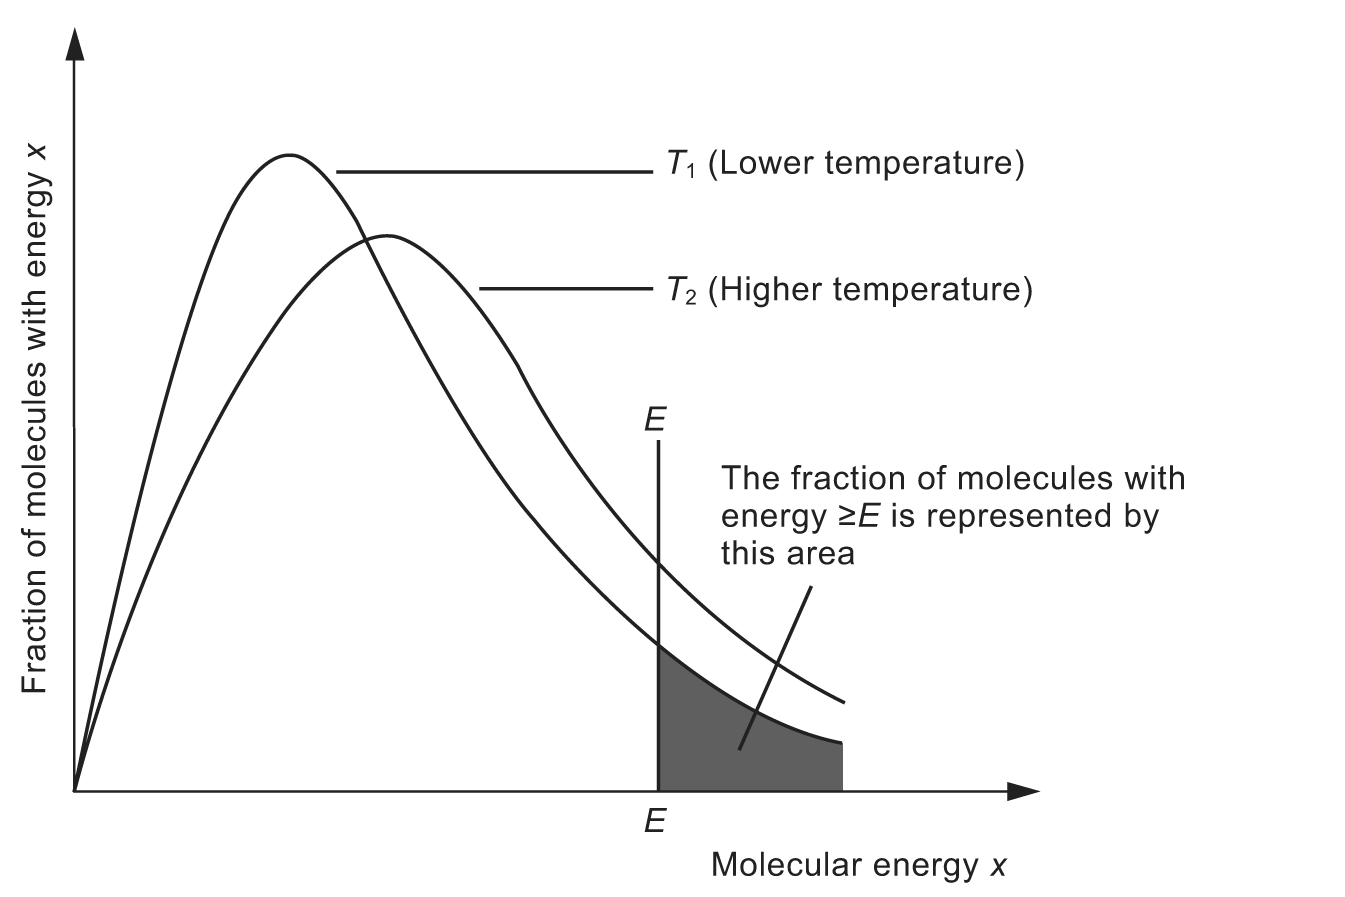 Fraction of molecules with energy x
T₁ (Lower temperature)
T₂ (Higher temperature)
E
The fraction of molecules with
energy ≥E is represented by
this area
E
Molecular energy x